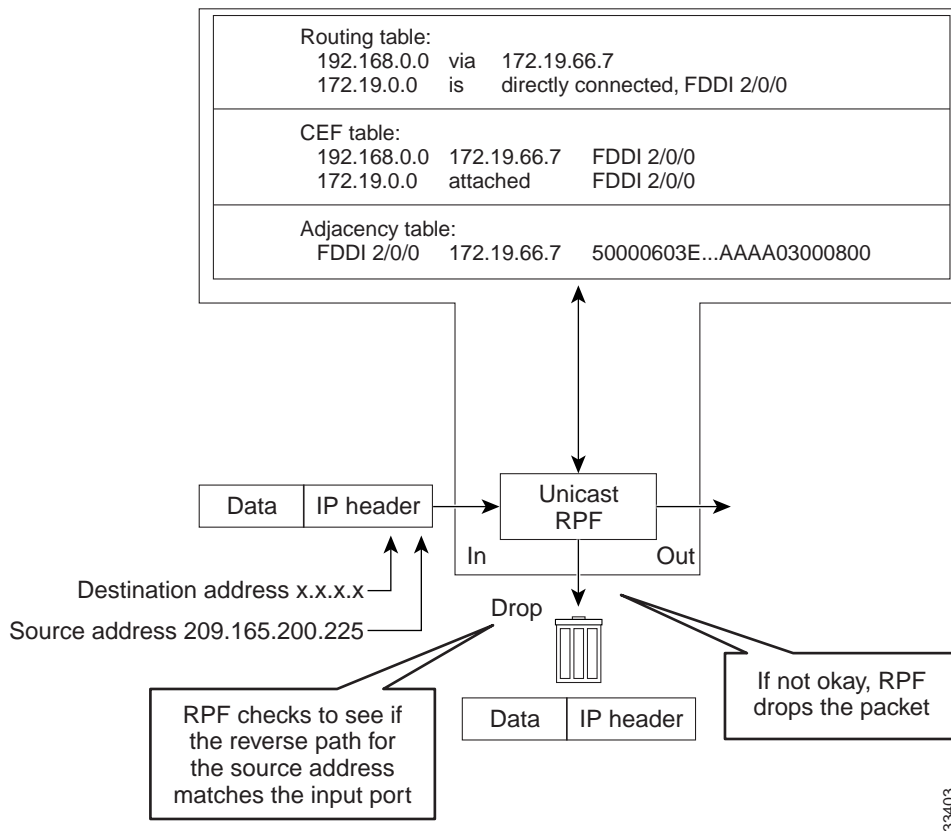 Routing table:
192.168.0.0 via 172.19.66.7
172.19.0.0 is directly connected, FDDI 2/0/0
CEF table:
192.168.0.0 172.19.66.7 FDDI 2/0/0
172.19.0.0 attached FDDI 2/0/0
Adjacency table:
FDDI 2/0/0 172.19.66.7 50000603E...AAAA03000800
Data
IP header
Unicast
RPF
In
Out
Destination address x.x.x.x
Source address 209.165.200.225
Drop
RPF checks to see if
the reverse path for
the source address
matches the input port
Data
IP header
If not okay, RPF
drops the packet
33403